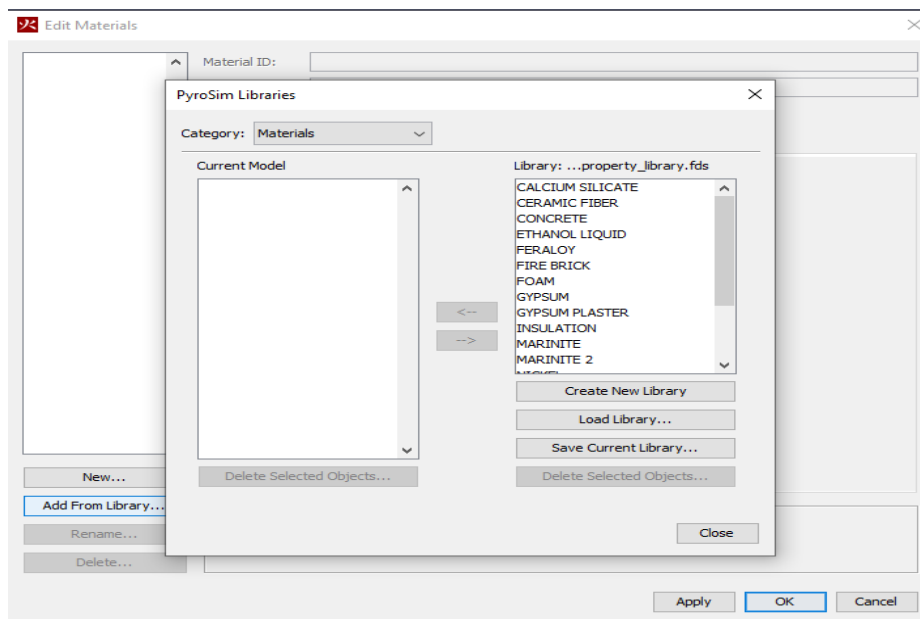 Edit Materials
Material ID:
PyroSim Libraries
Category: Materials
Current Model
Library: ...property_library.fds
CALCIUM SILICATE
CERAMIC FIBER
CONCRETE
ETHANOL LIQUID
FERALOY
FIRE BRICK
FOAM
GYPSUM
<--
GYPSUM PLASTER
INSULATION
-->
MARINITE
MARINITE 2
Create New Library
Load Library...
Save Current Library...
New...
Delete Selected Objects...
Delete Selected Objects...
Add From Library...
Rename...
Close
Delete...
Apply
OK
Cancel